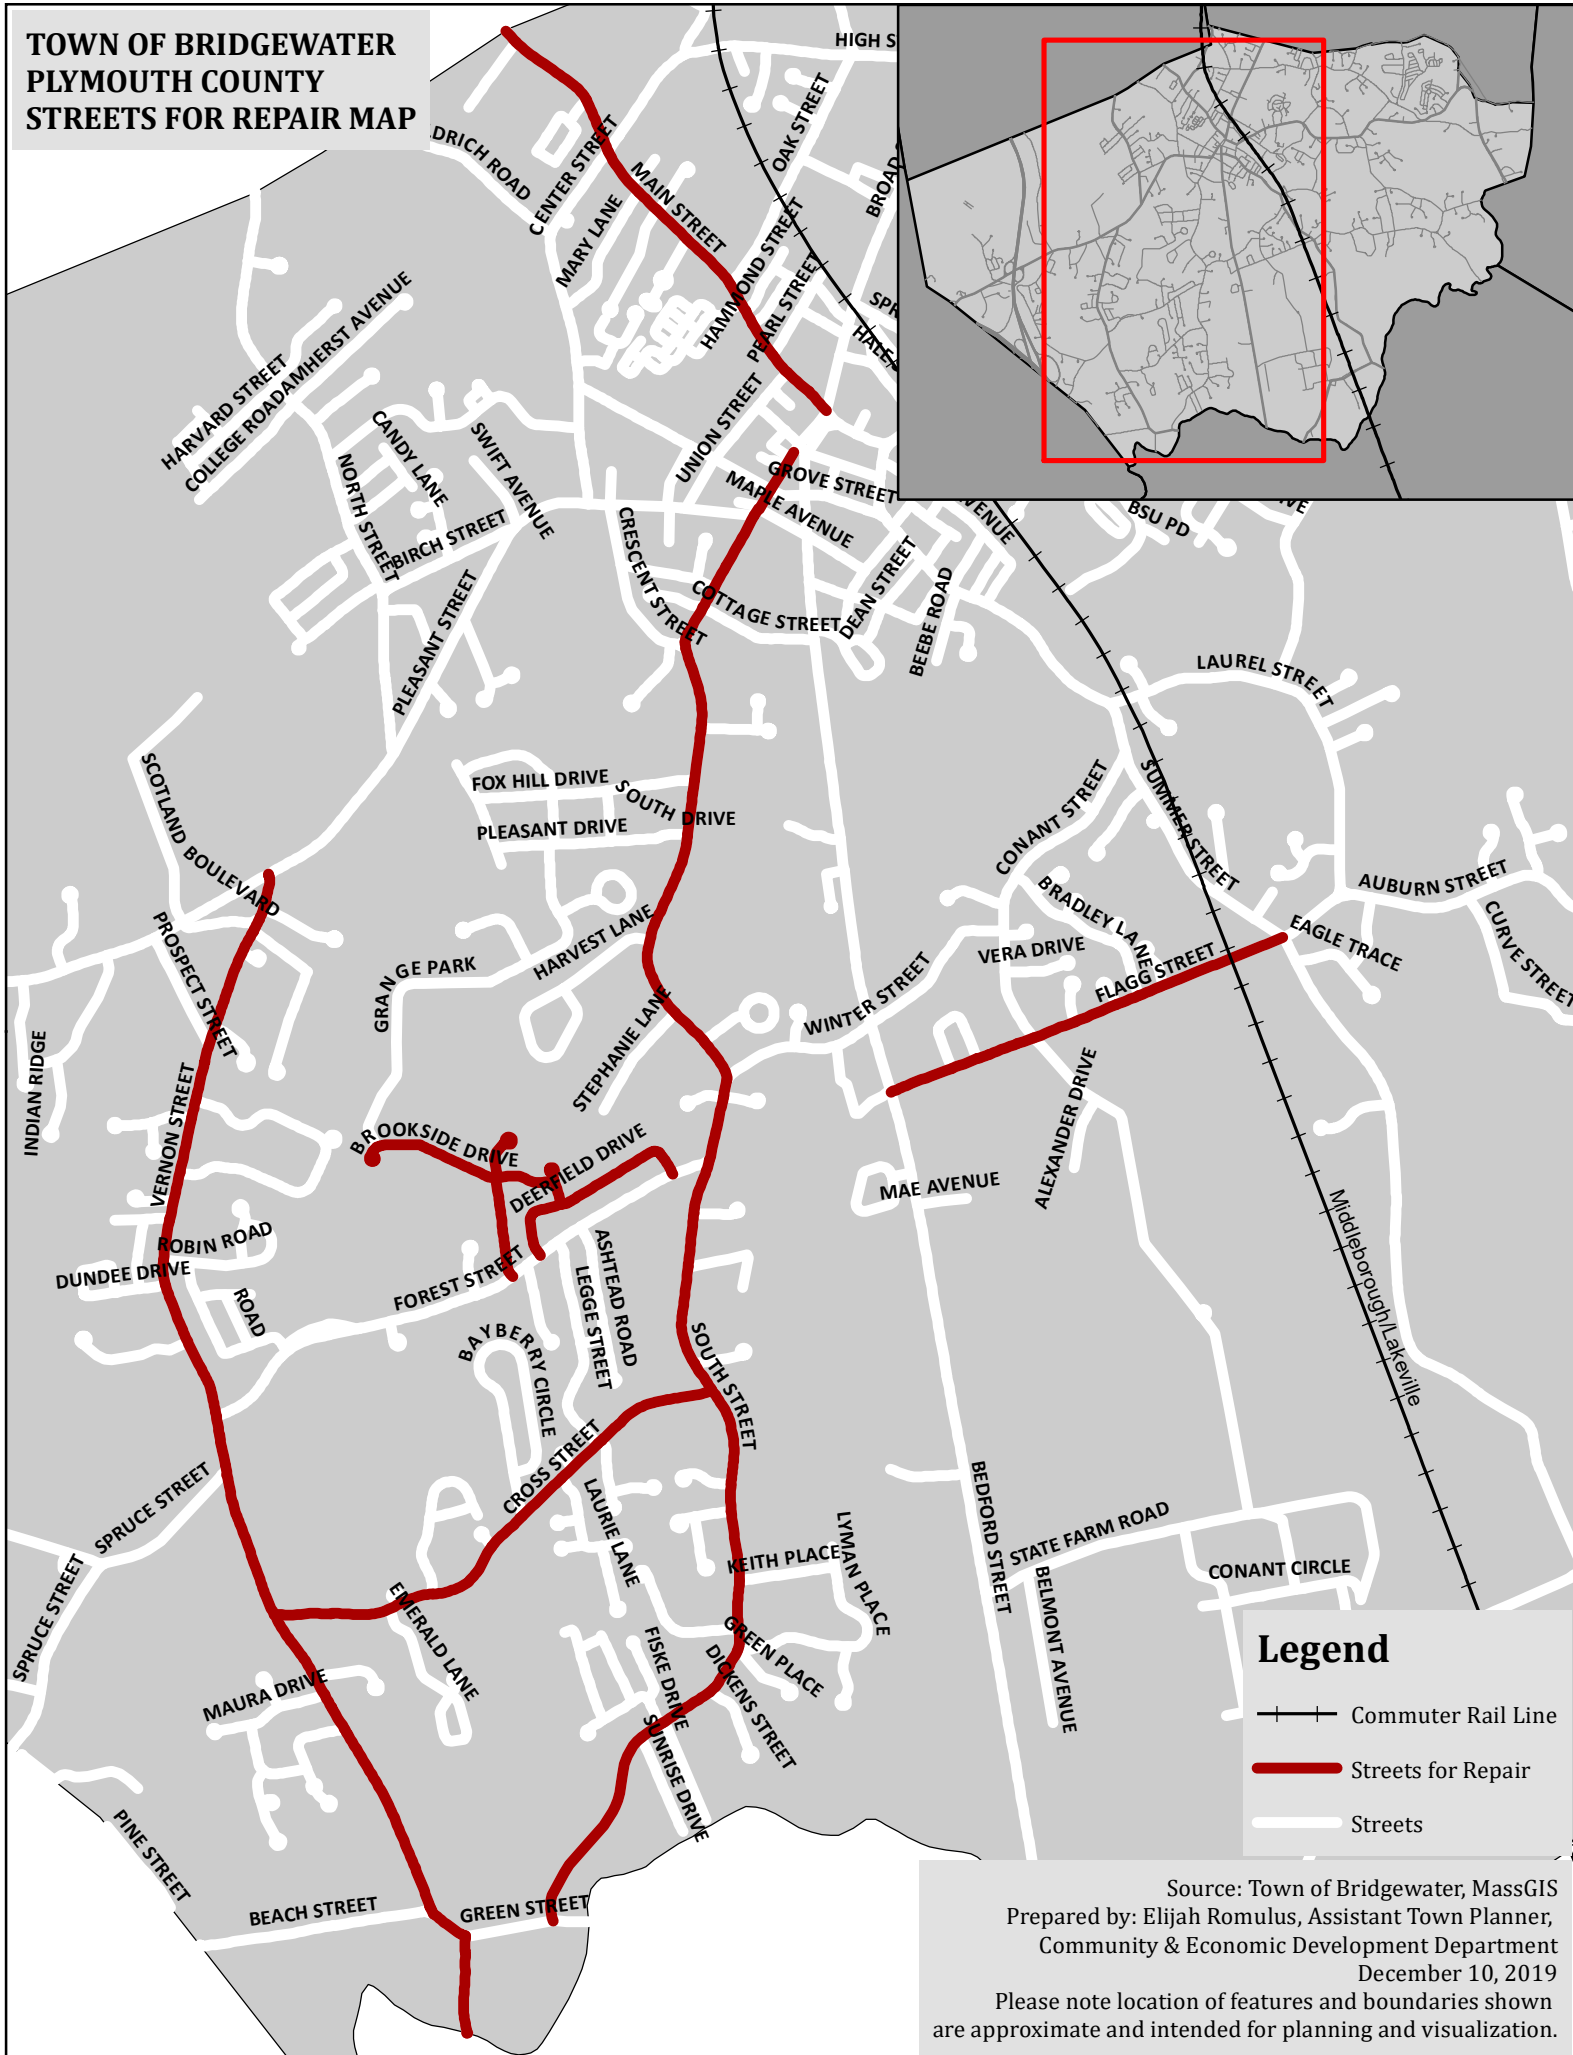 TOWN OF BRIDGEWATER
PLYMOUTH COUNTY
STREETS FOR REPAIR MAP
HIGH S
OAK STREET
BROAD
DRICH ROAD
CENTER STREET
MAIN STREET
MARY LANE
HAMMOND STREET
PEARL STREET
SPR
HALE
HARVARD STREET
COLLEGE ROAD
AMHERST AVENUE
UNION STREET
CANDY LANE
SWIFT AVENUE
NORTH STREET
BIRCH STREET
GROVE STREET
MAPLE AVENUE
VENUE
BSU PD
VE
CRESCENT STREET
COTTAGE STREET
DEAN STREET
BEEBE ROAD
PLEASANT STREET
LAUREL STREET
SCOTLAND BOULEVARD
FOX HILL DRIVE
SOUTH DRIVE
PLEASANT DRIVE
CONANT STREET
SUMMER STREET
AUBURN STREET
BRADLEY LANE
CURVE STREET
EAGLE TRACE
PROSPECT STREET
HARVEST LANE
GRANGE PARK
VERA DRIVE
FLAGG STREET
WINTER STREET
STEPHANIE LANE
INDIAN RIDGE
VERNON STREET
BROOKSIDE DRIVE
DEERFIELD DRIVE
ALEXANDER DRIVE
MAE AVENUE
Middleborough/Lakeville
ROBIN ROAD
DUNDEE DRIVE
ROAD
FOREST STREET
ASHTEAD ROAD
LEGGE STREET
BAYBERRY CIRCLE
SOUTH STREET
CROSS STREET
SPRUCE STREET
LAURIE LANE
BEDFORD STREET
STATE FARM ROAD
LYMAN PLACE
KEITH PLACE
BELMONT AVENUE
CONANT CIRCLE
SPRUCE STREET
EMERALD LANE
GREEN PLACE
FISKE DRIVE
DICKENS STREET
MAURA DRIVE
SUNRISE DRIVE
PINE STREET
BEACH STREET
GREEN STREET
Legend
Commuter Rail Line
Streets for Repair
Streets
Source: Town of Bridgewater, MassGIS
Prepared by: Elijah Romulus, Assistant Town Planner,
Community & Economic Development Department
December 10, 2019
Please note location of features and boundaries shown
are approximate and intended for planning and visualization.